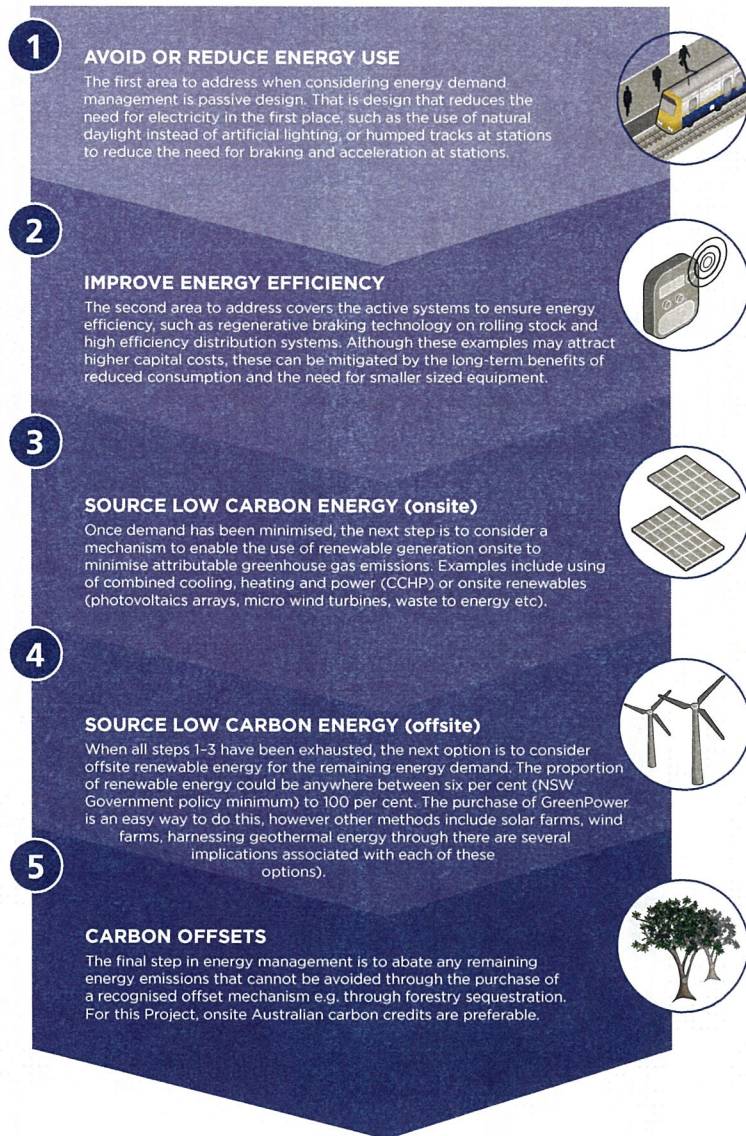 1
AVOID OR REDUCE ENERGY USE
The first area to address when considering energy demand
management is passive design. That is design that reduces the
need for electricity in the first place, such as the use of natural
daylight instead of artificial lighting, or humped tracks at stations
to reduce the need for braking and acceleration at stations.
2
IMPROVE ENERGY EFFICIENCY
The second area to address covers the active systems to ensure energy
efficiency, such as regenerative braking technology on rolling stock and
high efficiency distribution systems. Although these examples may attract
higher capital costs, these can be mitigated by the long-term benefits of
reduced consumption and the need for smaller sized equipment.
3
SOURCE LOW CARBON ENERGY (onsite)
Once demand has been minimised, the next step is to consider a
mechanism to enable the use of renewable generation onsite to
minimise attributable greenhouse gas emissions. Examples include using
of combined cooling, heating and power (CCHP) or onsite renewables
(photovoltaics arrays, micro wind turbines, waste to energy etc).
4
SOURCE LOW CARBON ENERGY (offsite)
When all steps 1–3 have been exhausted, the next option is to consider
offsite renewable energy for the remaining energy demand. The proportion
of renewable energy could be anywhere between six per cent (NSW
Government policy minimum) to 100 per cent. The purchase of GreenPower
is an easy way to do this, however other methods include solar farms, wind
farms, harnessing geothermal energy through there are several
implications associated with each of these
options).
5
CARBON OFFSETS
The final step in energy management is to abate any remaining
energy emissions that cannot be avoided through the purchase of
a recognised offset mechanism e.g. through forestry sequestration.
For this Project, onsite Australian carbon credits are preferable.